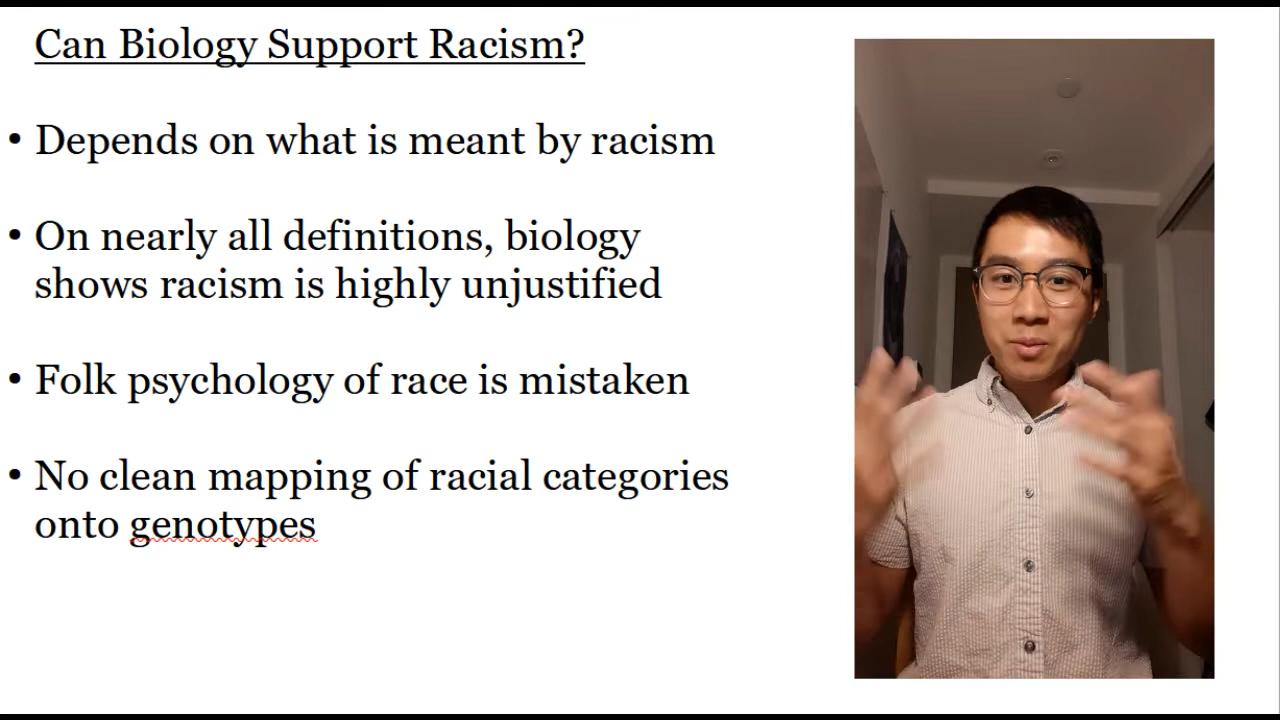 Can Biology Support Racism?
• Depends on what is meant by racism
• On nearly all definitions, biology
shows racism is highly unjustified
• Folk psychology of race is mistaken
• No clean mapping of racial categories
onto genotypes